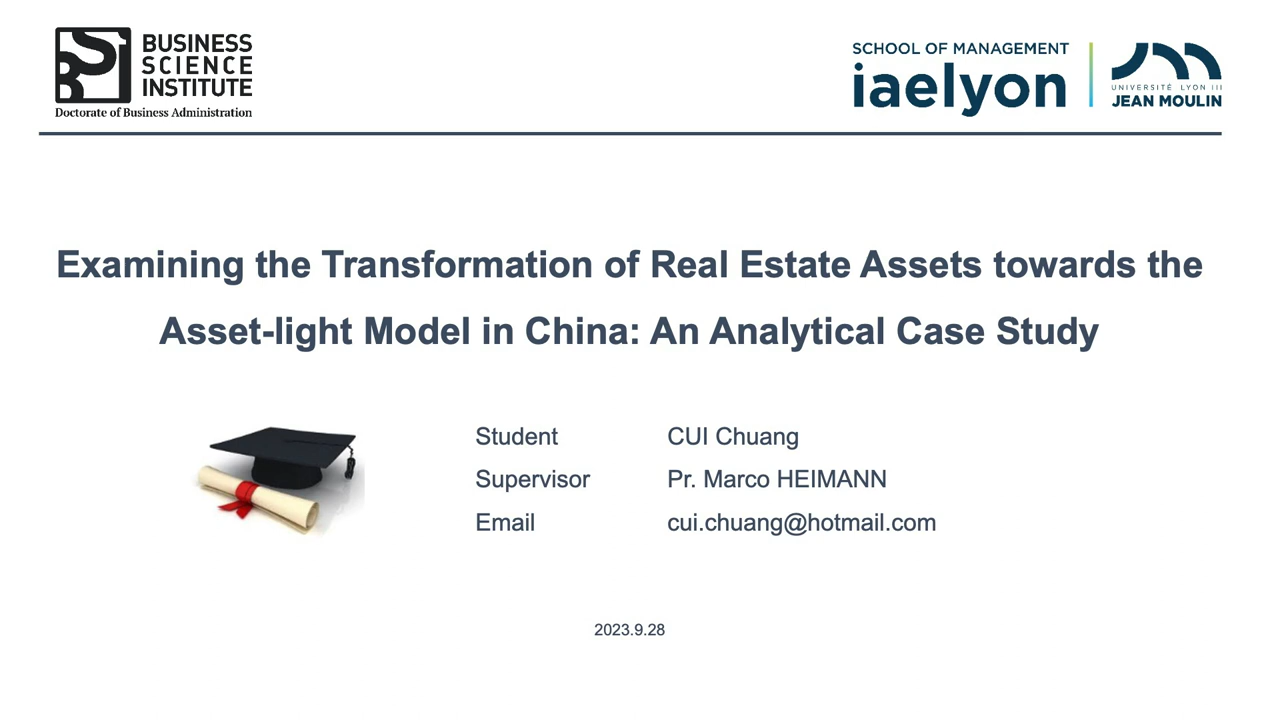 BUSINESS
SCIENCE
INSTITUTE
Doctorate of Business Administration
SCHOOL OF MANAGEMENT
iaelyon
UNIVERSITÉ LYON III
JEAN MOULIN
Examining the Transformation of Real Estate Assets towards the
Asset-light Model in China: An Analytical Case Study
Student CUI Chuang
Supervisor Pr. Marco HEIMANN
Email cui.chuang@hotmail.com
2023.9.28